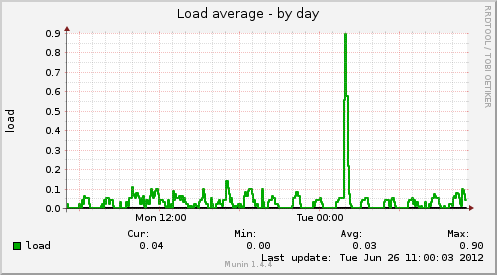 Load average - by day
RRDTOOL / TOBI OETIKER
load
0.9
0.8
0.7
0.6
0.5
0.4
0.3
0.2
0.1
0.0
Mon 12:00 Tue 00:00
Cur: Min: Avg: Max:
load 0.04 0.00 0.03 0.90
Last update: Tue Jun 26 11:00:03 2012
Munin 1.4.4